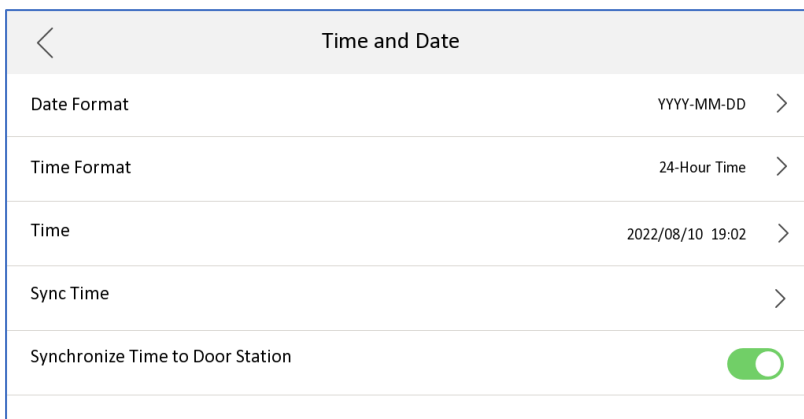 Time and Date
Date Format YYYY-MM-DD
Time Format 24-Hour Time
Time 2022/08/10 19:02
Sync Time
Synchronize Time to Door Station